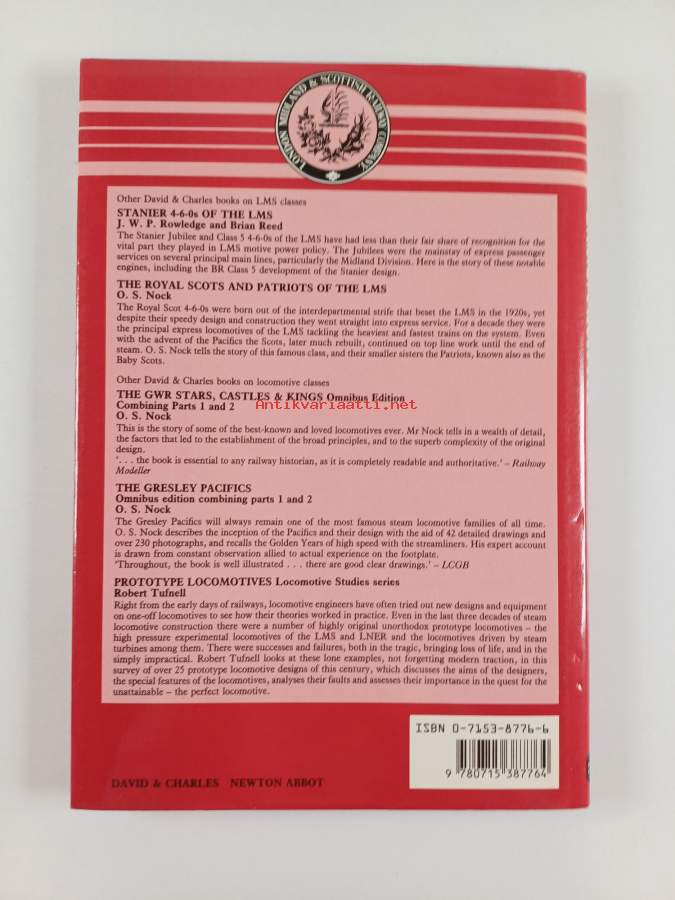 LONDON MIDLAND & SCOTTISH RAILWAY COMPANY
Other David & Charles books on LMS classes
STANIER 4-6-0s OF THE LMS
J. W. P. Rowledge and Brian Reed
The Stanier Jubilee and Class 5 4-6-0s of the LMS have had less than their fair share of recognition for the
vital part they played in LMS motive power policy. The Jubilees were the mainstay of express passenger
services on several principal main lines, particularly the Midland Division. Here is the story of these notable
engines, including the BR Class 5 development of the Stanier design.
THE ROYAL SCOTS AND PATRIOTS OF THE LMS
O. S. Nock
The Royal Scot 4-6-0s were born out of the interdepartmental strife that beset the LMS in the 1920s, yet
despite their speedy design and construction they went straight into express service. For a decade they were
the principal express locomotives of the LMS tackling the heaviest and fastest trains on the system. Even
with the advent of the Pacifics the Scots, later much rebuilt, continued on top line work until the end of
steam. O. S. Nock tells the story of this famous class, and their smaller sisters the Patriots, known also as the
Baby Scots.
Other David & Charles books on locomotive classes
THE GWR STARS, CASTLES & KINGS Omnibus Edition
Combining Parts 1 and 2
Antikvariaatti.net
O. S. Nock
This is the story of some of the best-known and loved locomotives ever. Mr Nock tells in a wealth of detail,
the factors that led to the establishment of the broad principles, and to the superb complexity of the original
design.
'. . . the book is essential to any railway historian, as it is completely readable and authoritative.' – Railway
Modeller
THE GRESLEY PACIFICS
Omnibus edition combining parts 1 and 2
O. S. Nock
The Gresley Pacifics will always remain one of the most famous steam locomotive families of all time.
O. S. Nock describes the inception of the Pacifics and their design with the aid of 42 detailed drawings and
over 230 photographs, and recalls the Golden Years of high speed with the streamliners. His expert account
is drawn from constant observation allied to actual experience on the footplate.
'Throughout, the book is well illustrated . . . there are good clear drawings.' – LCGB
PROTOTYPE LOCOMOTIVES Locomotive Studies series
Robert Tufnell
Right from the early days of railways, locomotive engineers have often tried out new designs and equipment
on one-off locomotives to see how their theories worked in practice. Even in the last three decades of steam
locomotive construction there were a number of highly original unorthodox prototype locomotives – the
high pressure experimental locomotives of the LMS and LNER and the locomotives driven by steam
turbines among them. There were successes and failures, both in the tragic, bringing loss of life, and in the
simply impractical. Robert Tufnell looks at these lone examples, not forgetting modern traction, in this
survey of over 25 prototype locomotive designs of this century, which discusses the aims of the designers,
the special features of the locomotives, analyses their faults and assesses their importance in the quest for the
unattainable – the perfect locomotive.
ISBN 0-7153-8776-6
9 780715 387764
DAVID & CHARLES NEWTON ABBOT